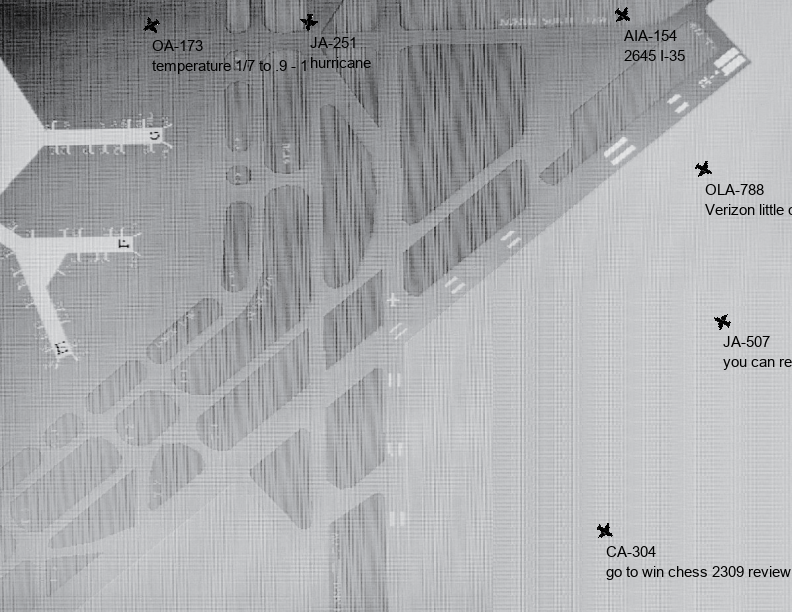 OA-173
temperature 1/7 to .9 - 1
JA-251
hurricane
AIA-154
2645 I-35
OLA-788
Verizon little
JA-507
you can re
CA-304
go to win chess 2309 review